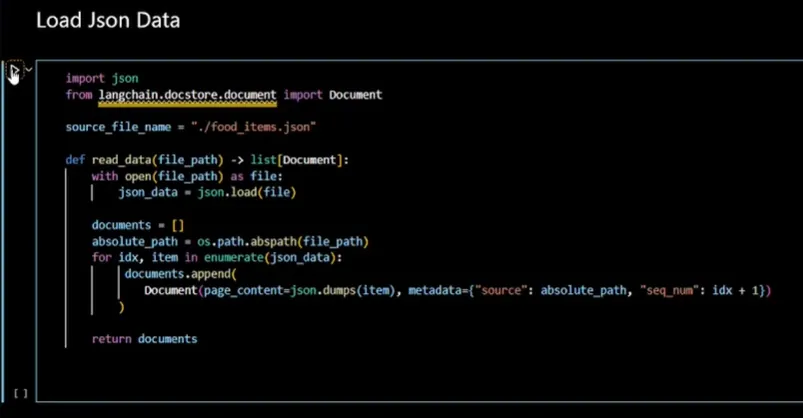 Load Json Data
import json
from langchain.docstore.document import Document
source_file_name = "./food_items.json"
def read_data(file_path) -> list[Document]:
with open(file_path) as file:
json_data = json.load(file)
documents = []
absolute_path = os.path.abspath(file_path)
for idx, item in enumerate(json_data):
documents.append(
Document(page_content=json.dumps(item), metadata={"source": absolute_path, "seq_num": idx + 1})
)
return documents
[ ]